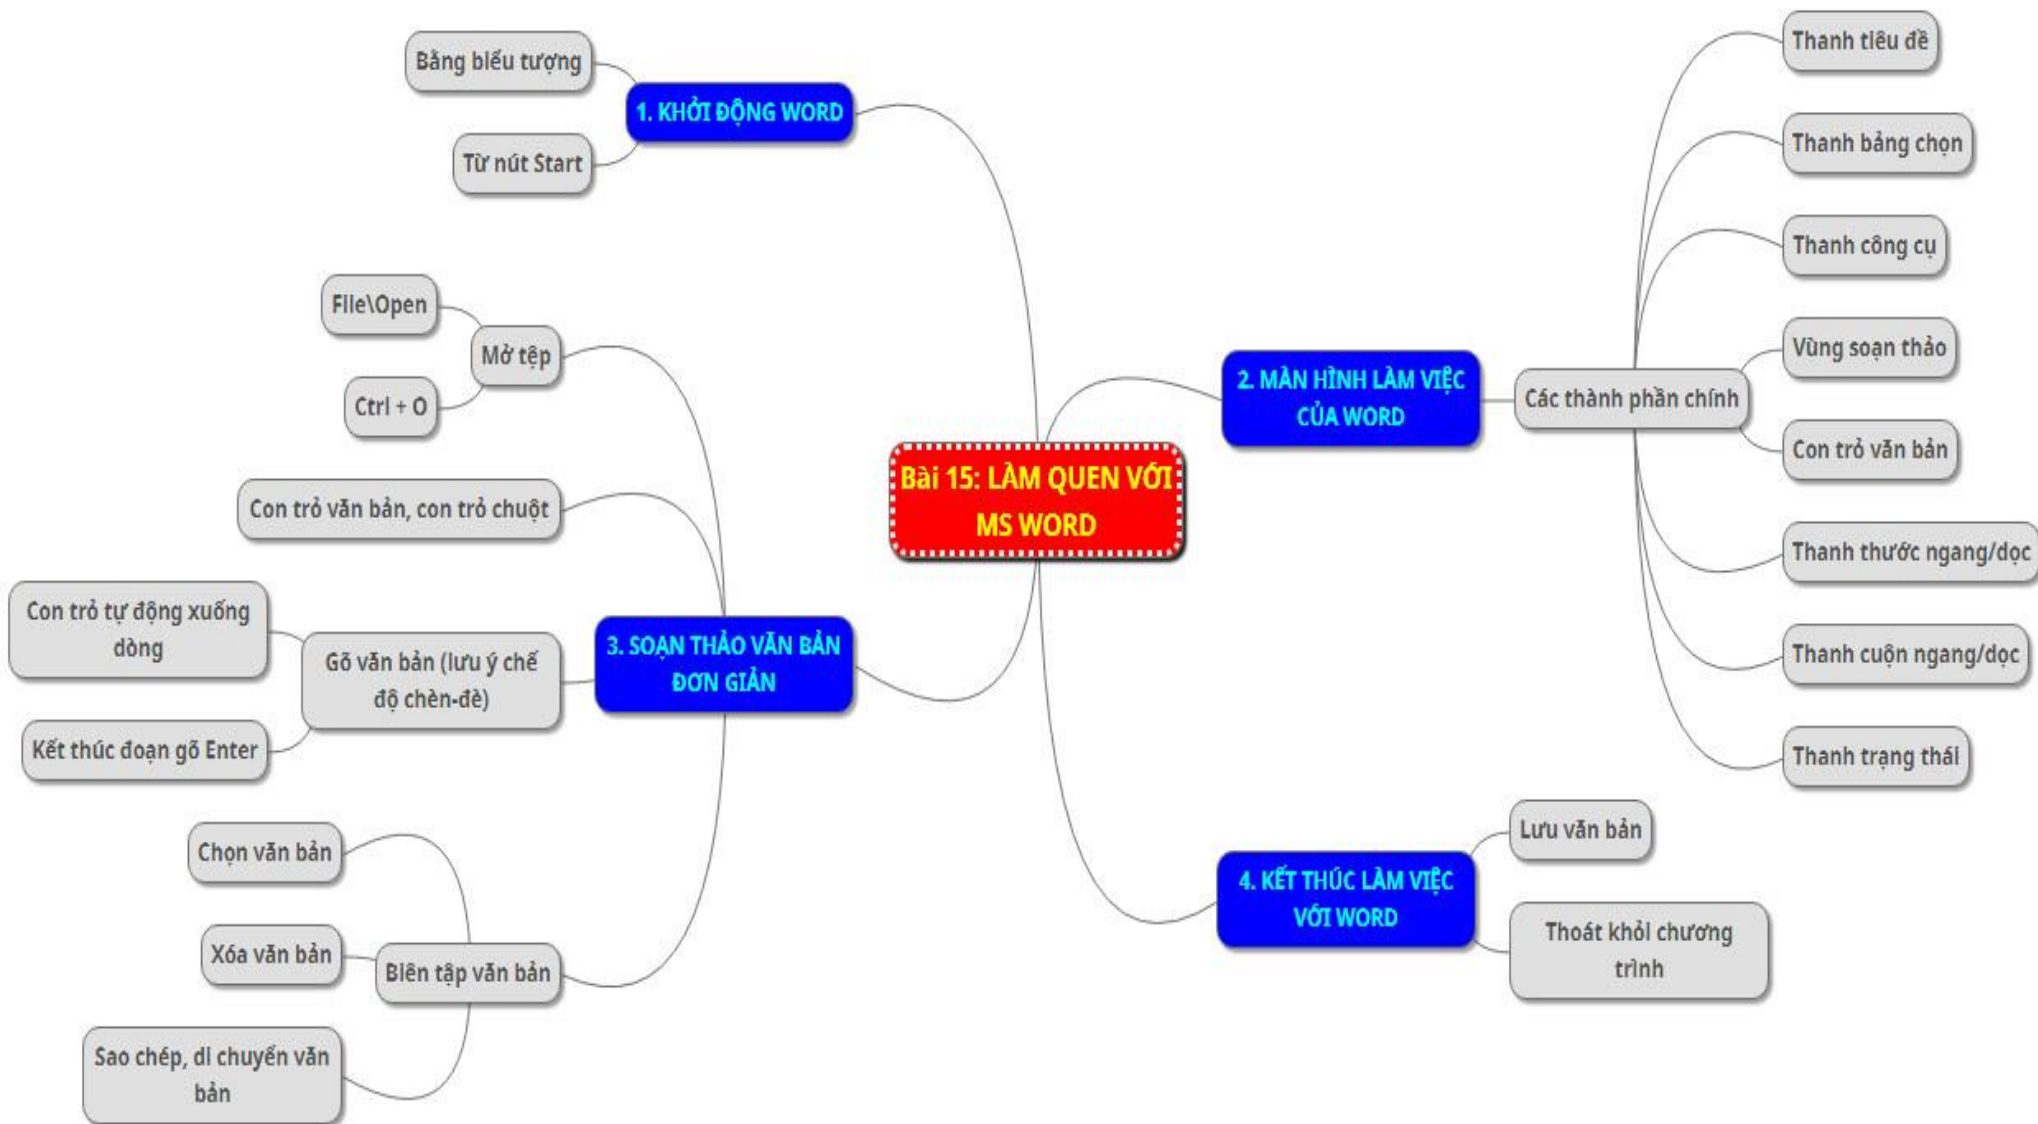 Bài 15: LÀM QUEN VỚI
MS WORD
1. KHỞI ĐỘNG WORD
Bằng biểu tượng
Từ nút Start
2. MÀN HÌNH LÀM VIỆC
CỦA WORD
Các thành phần chính
Thanh tiêu đề
Thanh bảng chọn
Thanh công cụ
Vùng soạn thảo
Con trỏ văn bản
Thanh thước ngang/dọc
Thanh cuộn ngang/dọc
Thanh trạng thái
3. SOẠN THẢO VĂN BẢN
ĐƠN GIẢN
Mở tệp
File\Open
Ctrl + O
Con trỏ văn bản, con trỏ chuột
Gõ văn bản (lưu ý chế
độ chèn-đè)
Con trỏ tự động xuống
dòng
Kết thúc đoạn gõ Enter
Biên tập văn bản
Chọn văn bản
Xóa văn bản
Sao chép, di chuyển văn
bản
4. KẾT THÚC LÀM VIỆC
VỚI WORD
Lưu văn bản
Thoát khỏi chương
trình